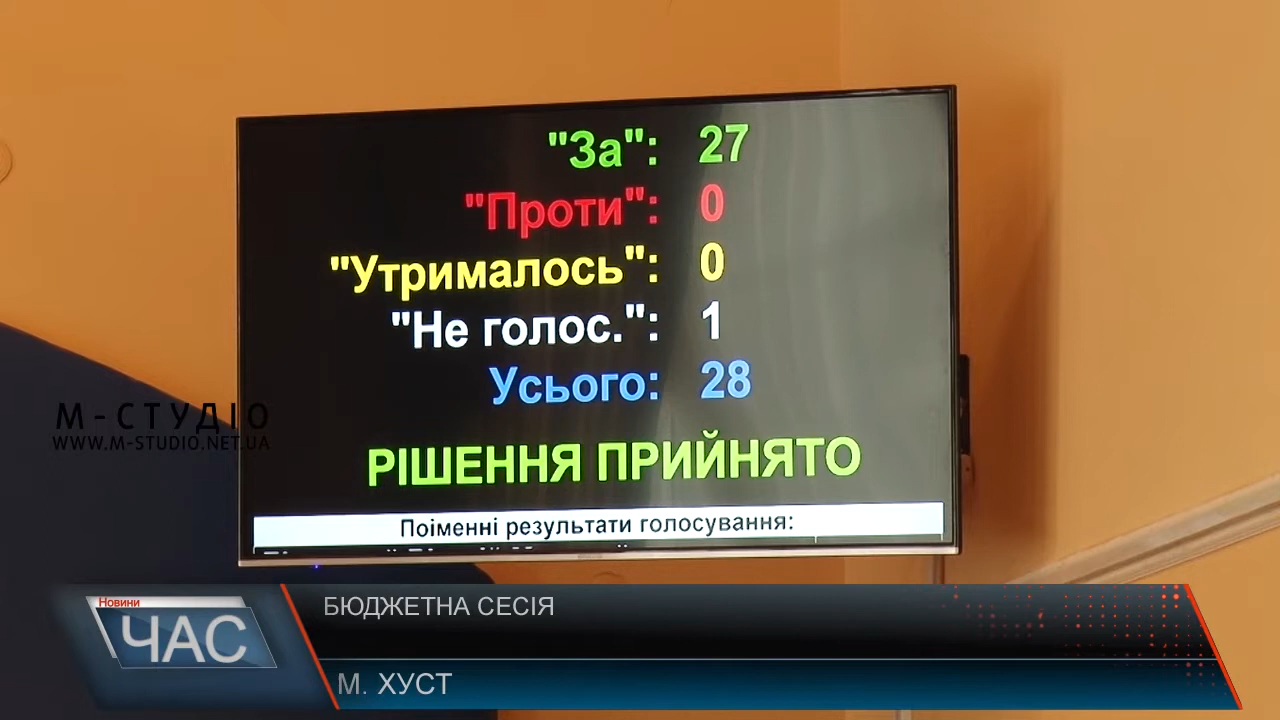 "За": 27
"Проти": 0
"Утрималось": 0
"Не голос.": 1
Усього: 28
РІШЕННЯ ПРИЙНЯТО
Поіменні результати голосування:
М-СТУДІО
WWW.M-STUDIO.NET.UA
Новини
ЧАС
БЮДЖЕТНА СЕСІЯ
М. ХУСТ